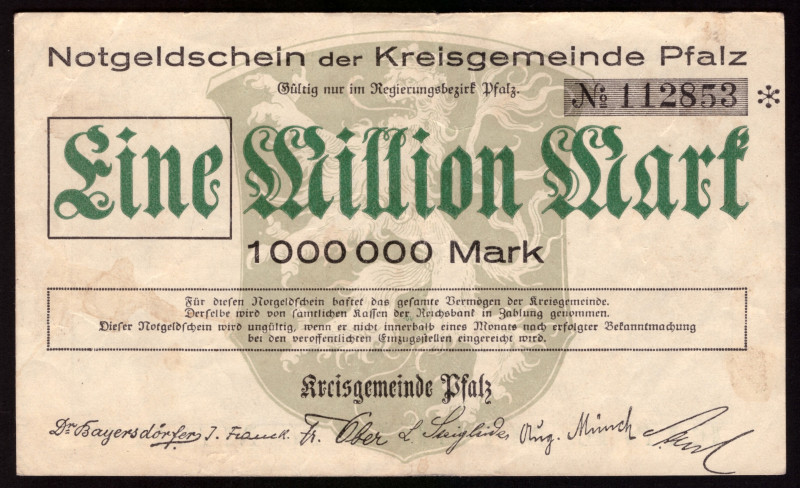 Notgeldschein der Kreisgemeinde Pfalz
Gültig nur im Regierungsbezirk Pfalz.
№ 112853 *
Eine Million Mark
1000000 Mark
Für diesen Notgeldschein haftet das gesamte Vermögen der Kreisgemeinde.
Derselbe wird von sämtlichen Kassen der Reichsbank in Zahlung genommen.
Dieser Notgeldschein wird ungültig, wenn er nicht innerhalb eines Monats nach erfolgter Bekanntmachung
bei den veröffentlichten Einzugsstellen eingereicht wird.
Kreisgemeinde Pfalz
Dr Bayersdörfer J. Franck. Fr. Ober L Aug. Münch